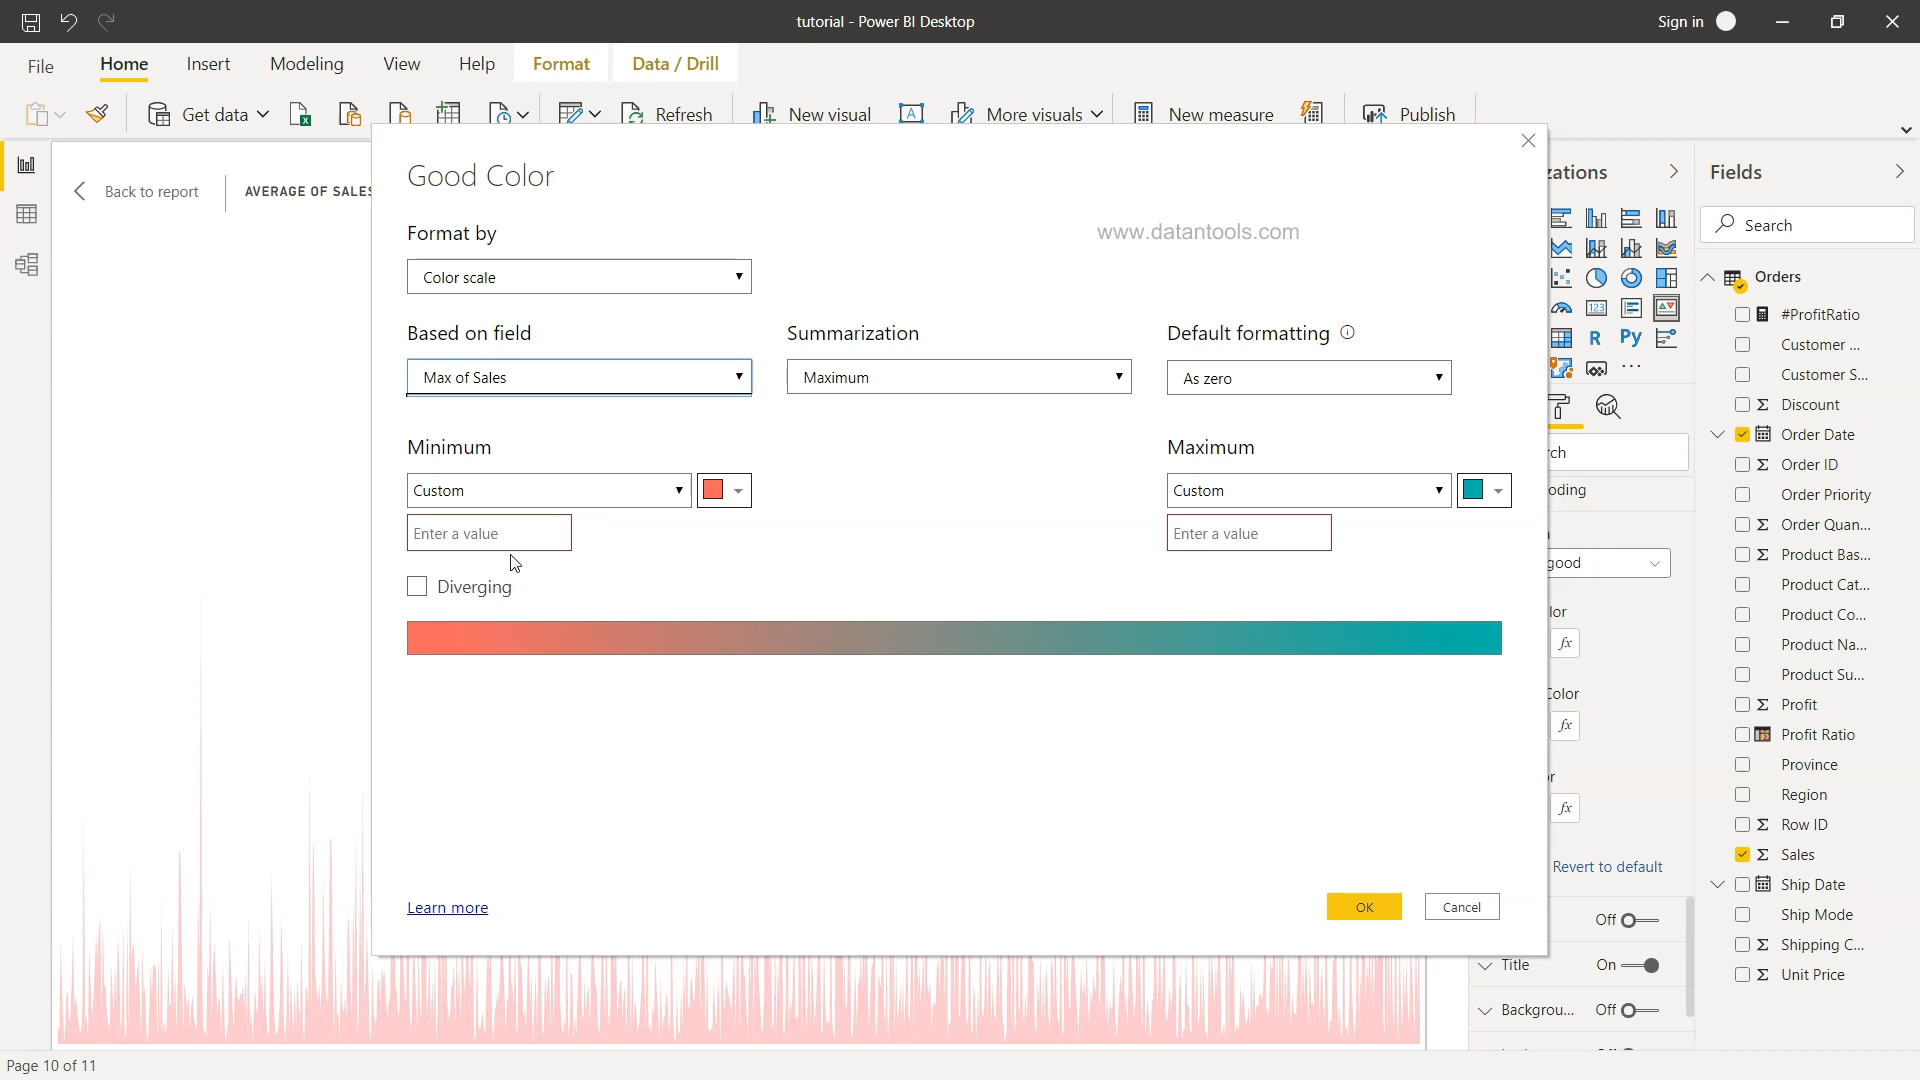 tutorial - Power BI Desktop
Sign in
File
Home
Insert
Modeling
View
Help
Format
Data / Drill
Get data
Refresh
New visual
More visuals
New measure
Publish
Back to report
AVERAGE OF SALES
Good Color
www.datantools.com
Format by
Color scale
Based on field
Summarization
Default formatting
Max of Sales
Maximum
As zero
Minimum
Maximum
Custom
Custom
Enter a value
Enter a value
Diverging
Learn more
OK
Cancel
zations
123
R
Py
rch
oding
good
lor
fx
Color
fx
r
fx
Revert to default
Off
Title
On
Backgrou...
Off
Fields
Search
Orders
#ProfitRatio
Customer ...
Customer S...
Discount
Order Date
Order ID
Order Priority
Order Quan...
Product Bas...
Product Cat...
Product Co...
Product Na...
Product Su...
Profit
Profit Ratio
Province
Region
Row ID
Sales
Ship Date
Ship Mode
Shipping C...
Unit Price
Page 10 of 11